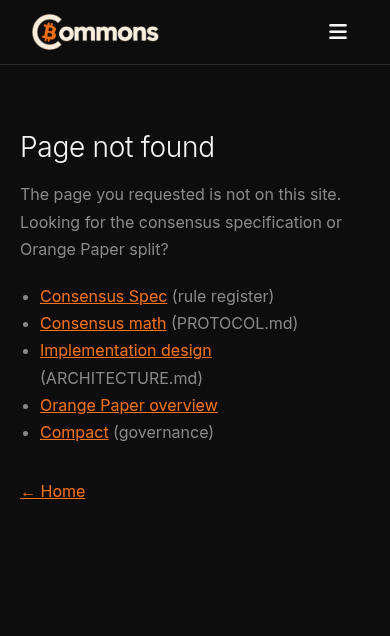 Commons
Page not found
The page you requested is not on this site.
Looking for the consensus specification or
Orange Paper split?
• Consensus Spec (rule register)
• Consensus math (PROTOCOL.md)
• Implementation design
(ARCHITECTURE.md)
• Orange Paper overview
• Compact (governance)
← Home